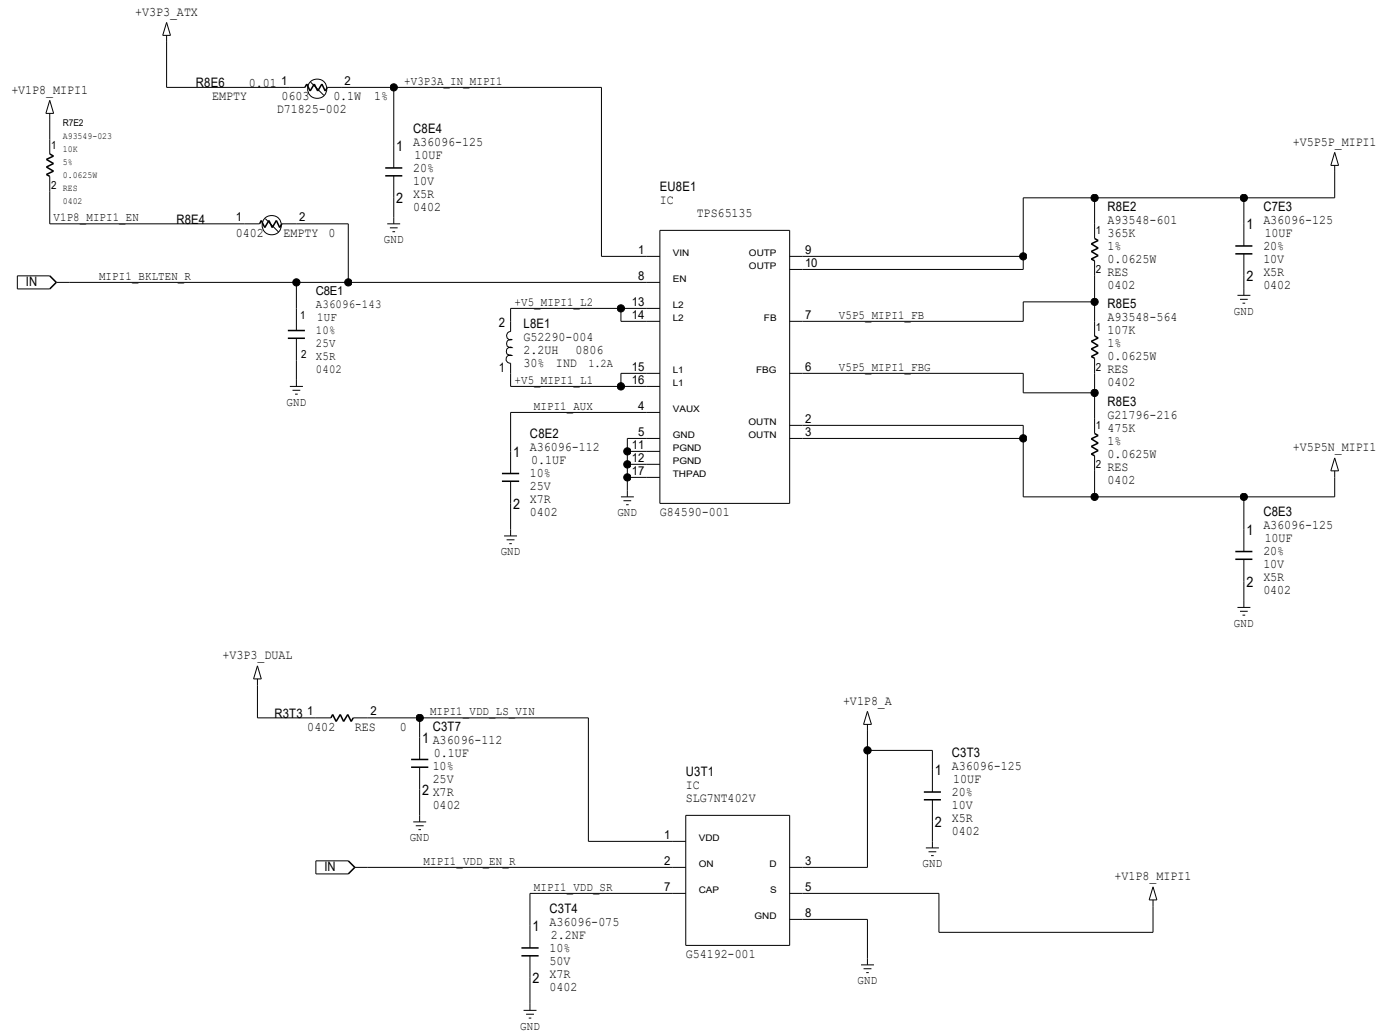 +V3P3_ATX
R8E6 0.01 1 2 +V3P3A_IN_MIPI1
EMPTY 0603 0.1W 1%
D71825-002
+V1P8_MIPI1
R7E2
A93549-023
1 10K
5%
0.0625W
2 RES
0402
C8E4
A36096-125
1 10UF
20%
10V
2 X5R
0402
GND
V1P8_MIPI1_EN R8E4 1 2
0402 EMPTY 0
IN MIPI1_BKLTEN_R
C8E1
A36096-143
1 1UF
10%
25V
2 X5R
0402
GND
+V5_MIPI1_L2
2 L8E1
G52290-004
2.2UH 0806
1 30% IND 1.2A
+V5_MIPI1_L1
MIPI1_AUX
C8E2
1 A36096-112
0.1UF
10%
25V
2 X7R
0402
GND
EU8E1
IC
TPS65135
1 VIN OUTP 9
OUTP 10
8 EN
13 L2
14 L2 FB 7 V5P5_MIPI1_FB
15 L1 FBG 6 V5P5_MIPI1_FBG
16 L1
4 VAUX OUTN 2
5 GND OUTN 3
11 PGND
12 PGND
17 THPAD
GND G84590-001
+V5P5P_MIPI1
R8E2
A93548-601
1 365K
1%
0.0625W
2 RES
0402
C7E3
A36096-125
1 10UF
20%
10V
2 X5R
0402
GND
R8E5
A93548-564
1 107K
1%
0.0625W
2 RES
0402
R8E3
G21796-216
1 475K
1%
0.0625W
2 RES
0402
+V5P5N_MIPI1
C8E3
A36096-125
1 10UF
20%
10V
2 X5R
0402
GND
+V3P3_DUAL
R3T3 1 2 MIPI1_VDD_LS_VIN
0402 RES 0
C3T7
1 A36096-112
0.1UF
10%
25V
2 X7R
0402
GND
IN MIPI1_VDD_EN_R
MIPI1_VDD_SR
C3T4
1 A36096-075
2.2NF
10%
50V
2 X7R
0402
GND
U3T1
IC
SLG7NT402V
1 VDD
2 ON D 3
7 CAP S 5
GND 8
G54192-001
GND
+V1P8_A
C3T3
1 A36096-125
10UF
20%
10V
2 X5R
0402
GND
+V1P8_MIPI1